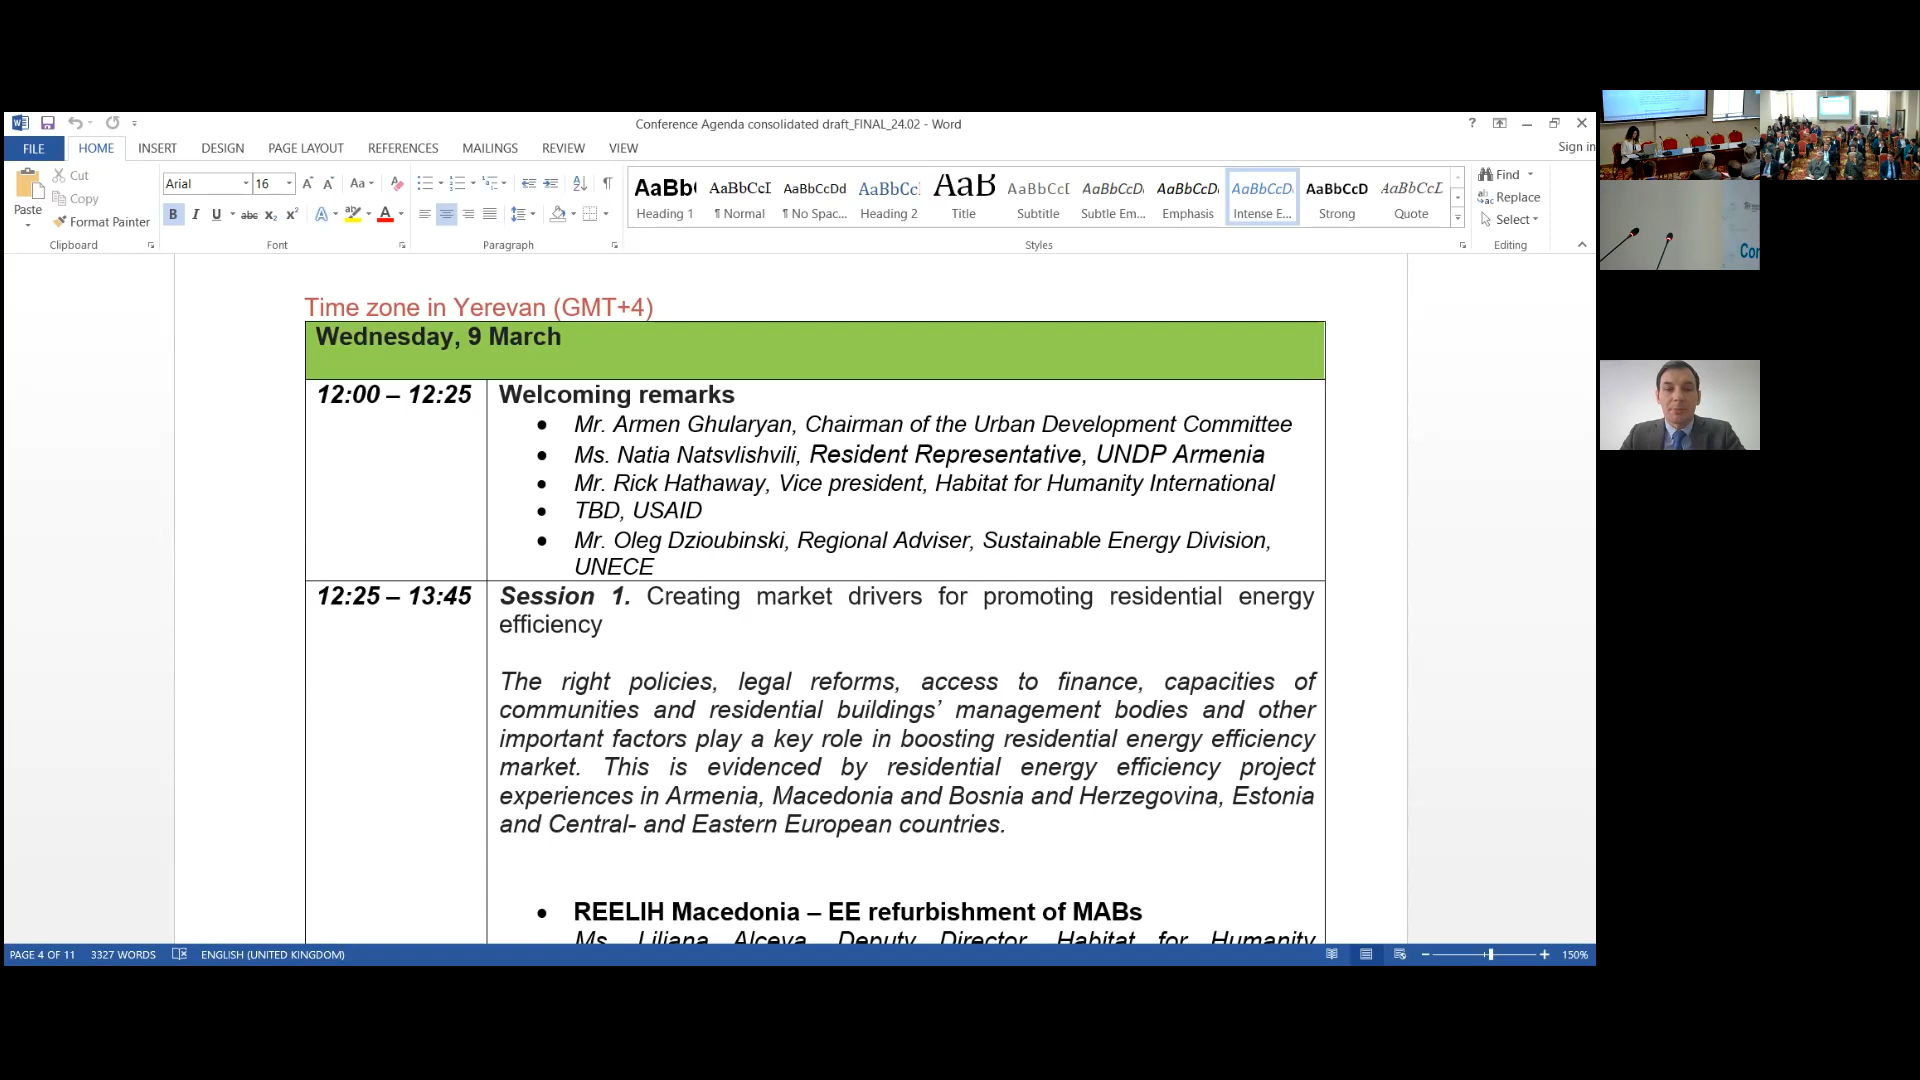 Conference Agenda consolidated draft_FINAL_24.02 - Word
?
FILE HOME INSERT DESIGN PAGE LAYOUT REFERENCES MAILINGS REVIEW VIEW Sign in
Paste
Cut
Copy
Format Painter
Clipboard
Arial 16
Font
Paragraph
AaBb( AaBbCcI AaBbCcDd AaBbCc AaB AaBbCcI AaBbCcD AaBbCcD AaBbCcD AaBbCcD AaBbCcI
Heading 1 ¶ Normal ¶ No Spac... Heading 2 Title Subtitle Subtle Em... Emphasis Intense E... Strong Quote
Styles
Find
Replace
Select
Editing
Time zone in Yerevan (GMT+4)
Wednesday, 9 March
12:00 – 12:25 Welcoming remarks
• Mr. Armen Ghularyan, Chairman of the Urban Development Committee
• Ms. Natia Natsvlishvili, Resident Representative, UNDP Armenia
• Mr. Rick Hathaway, Vice president, Habitat for Humanity International
• TBD, USAID
• Mr. Oleg Dzioubinski, Regional Adviser, Sustainable Energy Division,
UNECE
12:25 – 13:45 Session 1. Creating market drivers for promoting residential energy
efficiency
The right policies, legal reforms, access to finance, capacities of
communities and residential buildings’ management bodies and other
important factors play a key role in boosting residential energy efficiency
market. This is evidenced by residential energy efficiency project
experiences in Armenia, Macedonia and Bosnia and Herzegovina, Estonia
and Central- and Eastern European countries.
• REELIH Macedonia – EE refurbishment of MABs
Ms. Liljana Alceva, Deputy Director, Habitat for Humanity
PAGE 4 OF 11 3327 WORDS ENGLISH (UNITED KINGDOM) 150%
Con